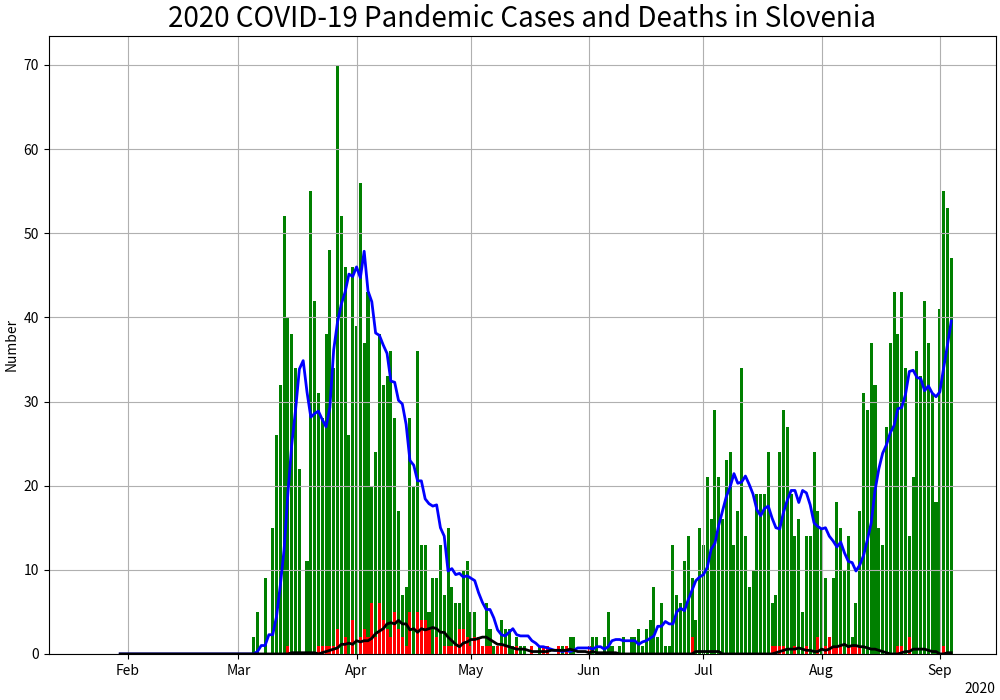 2020 COVID-19 Pandemic Cases and Deaths in Slovenia
Number
70
60
50
40
30
20
10
0
Feb
Mar
Apr
May
Jun
Jul
Aug
Sep
2020